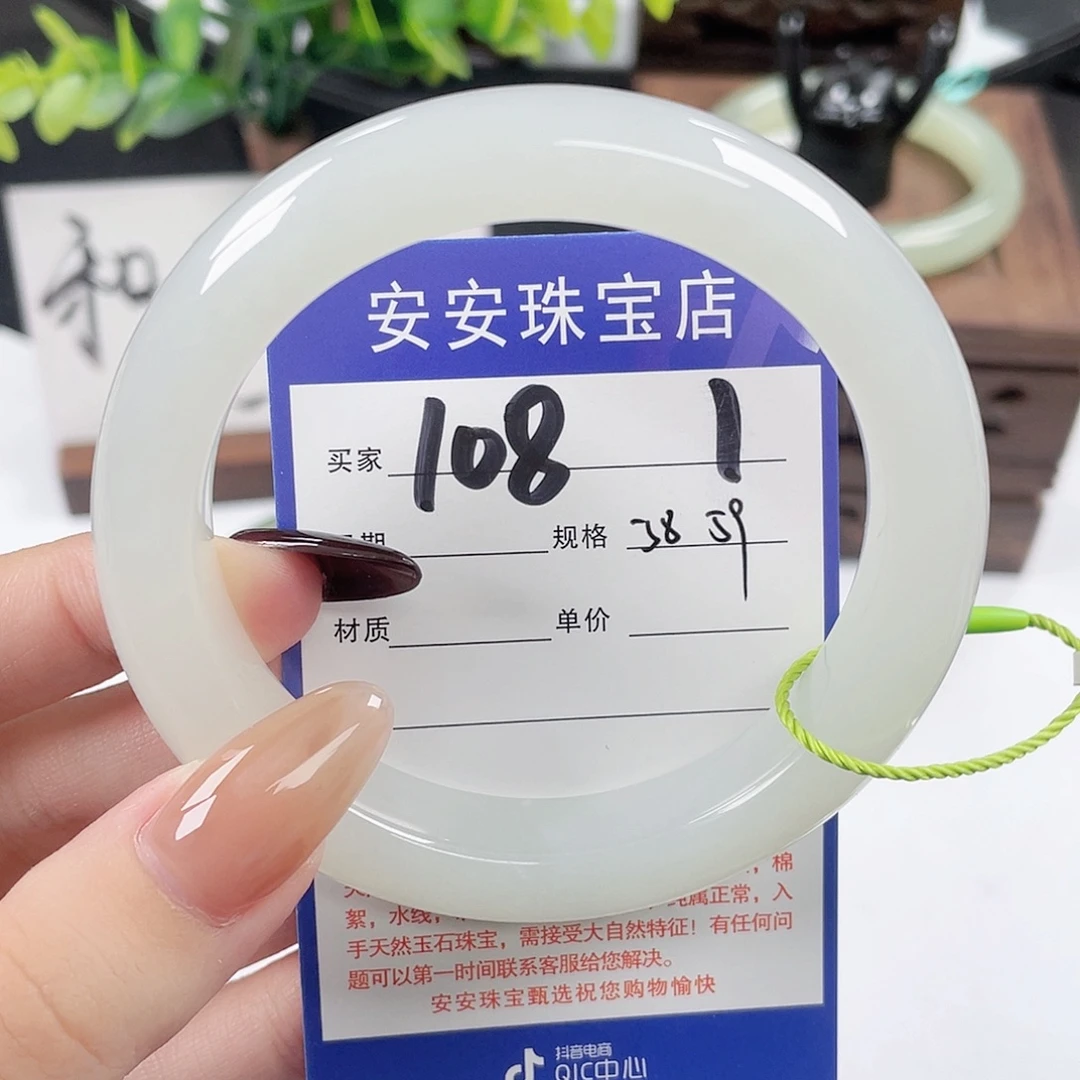 和
安安珠宝店
买家 108 1
期 规格 38 59
材质 单价
，棉
絮，水线， 纯属正常，入
手天然玉石珠宝，需接受大自然特征！有任何问
题可以第一时间联系客服给您解决。
安安珠宝甄选祝您购物愉快
抖音电商
QIC中心